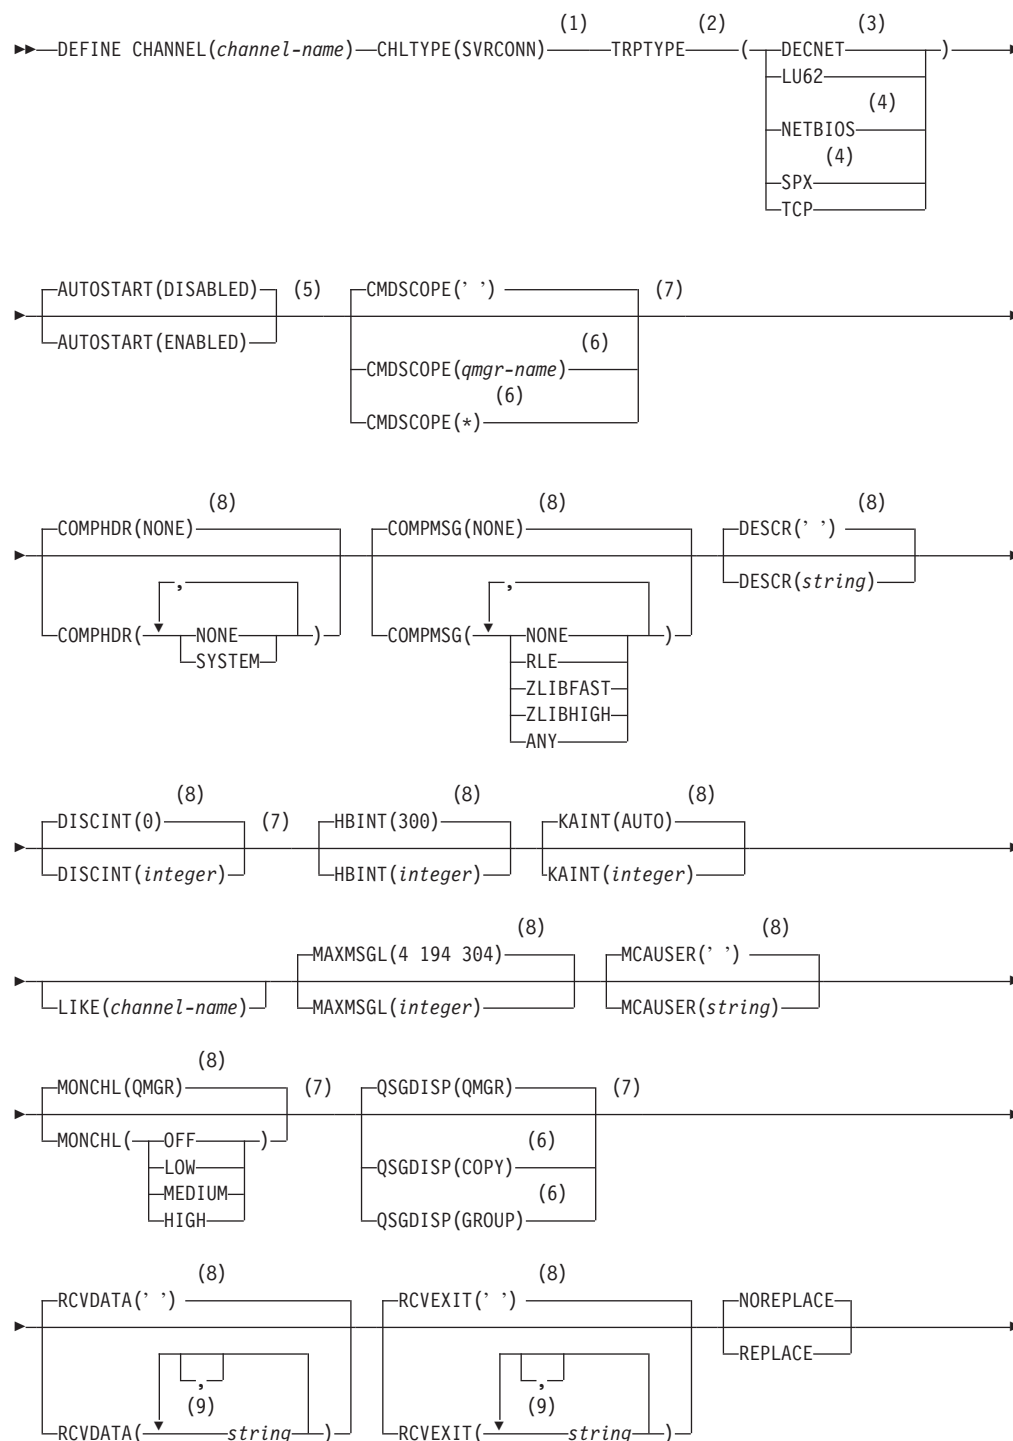 (1) (2) (3)
DEFINE CHANNEL(channel-name) CHLTYPE(SVRCONN) TRPTYPE ( DECNET )
LU62
(4)
NETBIOS
(4)
SPX
TCP
AUTOSTART(DISABLED) (5) CMDSCOPE(’ ’) (7)
AUTOSTART(ENABLED) (6)
CMDSCOPE(qmgr-name)
(6)
CMDSCOPE(*)
(8) (8) (8)
COMPHDR(NONE) COMPMSG(NONE) DESCR(’ ’)
, , DESCR(string)
COMPHDR( NONE ) COMPMSG( NONE )
SYSTEM RLE
ZLIBFAST
ZLIBHIGH
ANY
(8) (8) (8)
DISCINT(0) (7) HBINT(300) KAINT(AUTO)
DISCINT(integer) HBINT(integer) KAINT(integer)
(8) (8)
MAXMSGL(4 194 304) MCAUSER(’ ’)
LIKE(channel-name) MAXMSGL(integer) MCAUSER(string)
(8)
MONCHL(QMGR) (7) QSGDISP(QMGR) (7)
MONCHL( OFF ) (6)
LOW QSGDISP(COPY)
MEDIUM (6)
HIGH QSGDISP(GROUP)
(8) (8)
RCVDATA(’ ’) RCVEXIT(’ ’) NOREPLACE
REPLACE
, ,
(9) (9)
RCVDATA( string ) RCVEXIT( string )